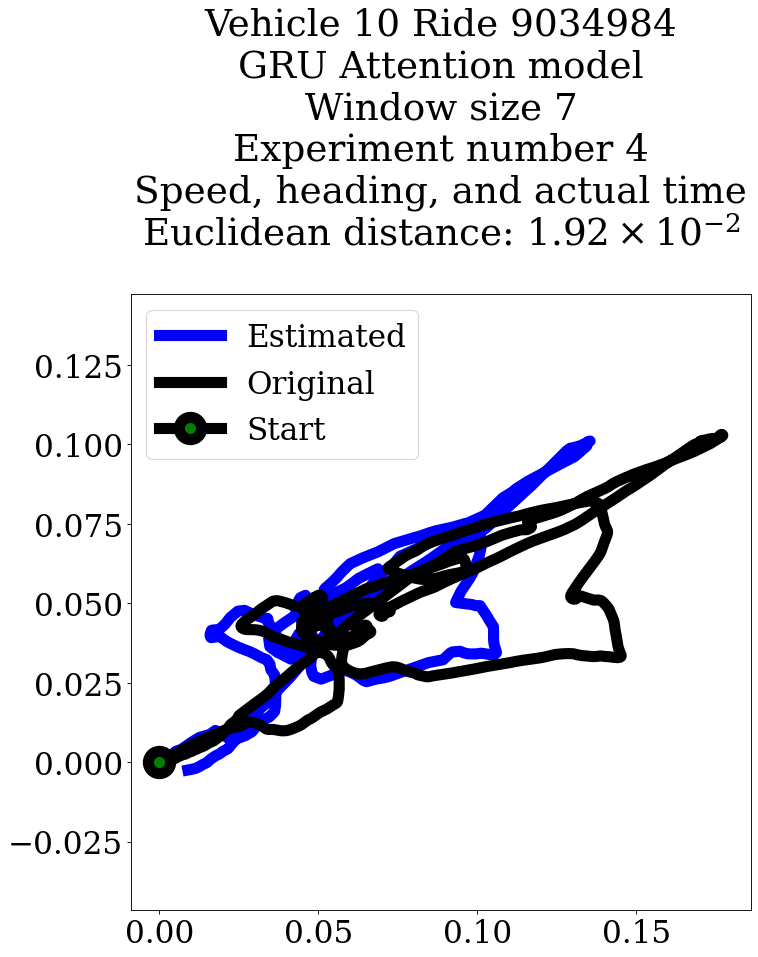 Vehicle 10 Ride 9034984
GRU Attention model
Window size 7
Experiment number 4
Speed, heading, and actual time
Euclidean distance: 1.92 × 10⁻²
Estimated
Original
Start
0.125
0.100
0.075
0.050
0.025
0.000
−0.025
0.00 0.05 0.10 0.15